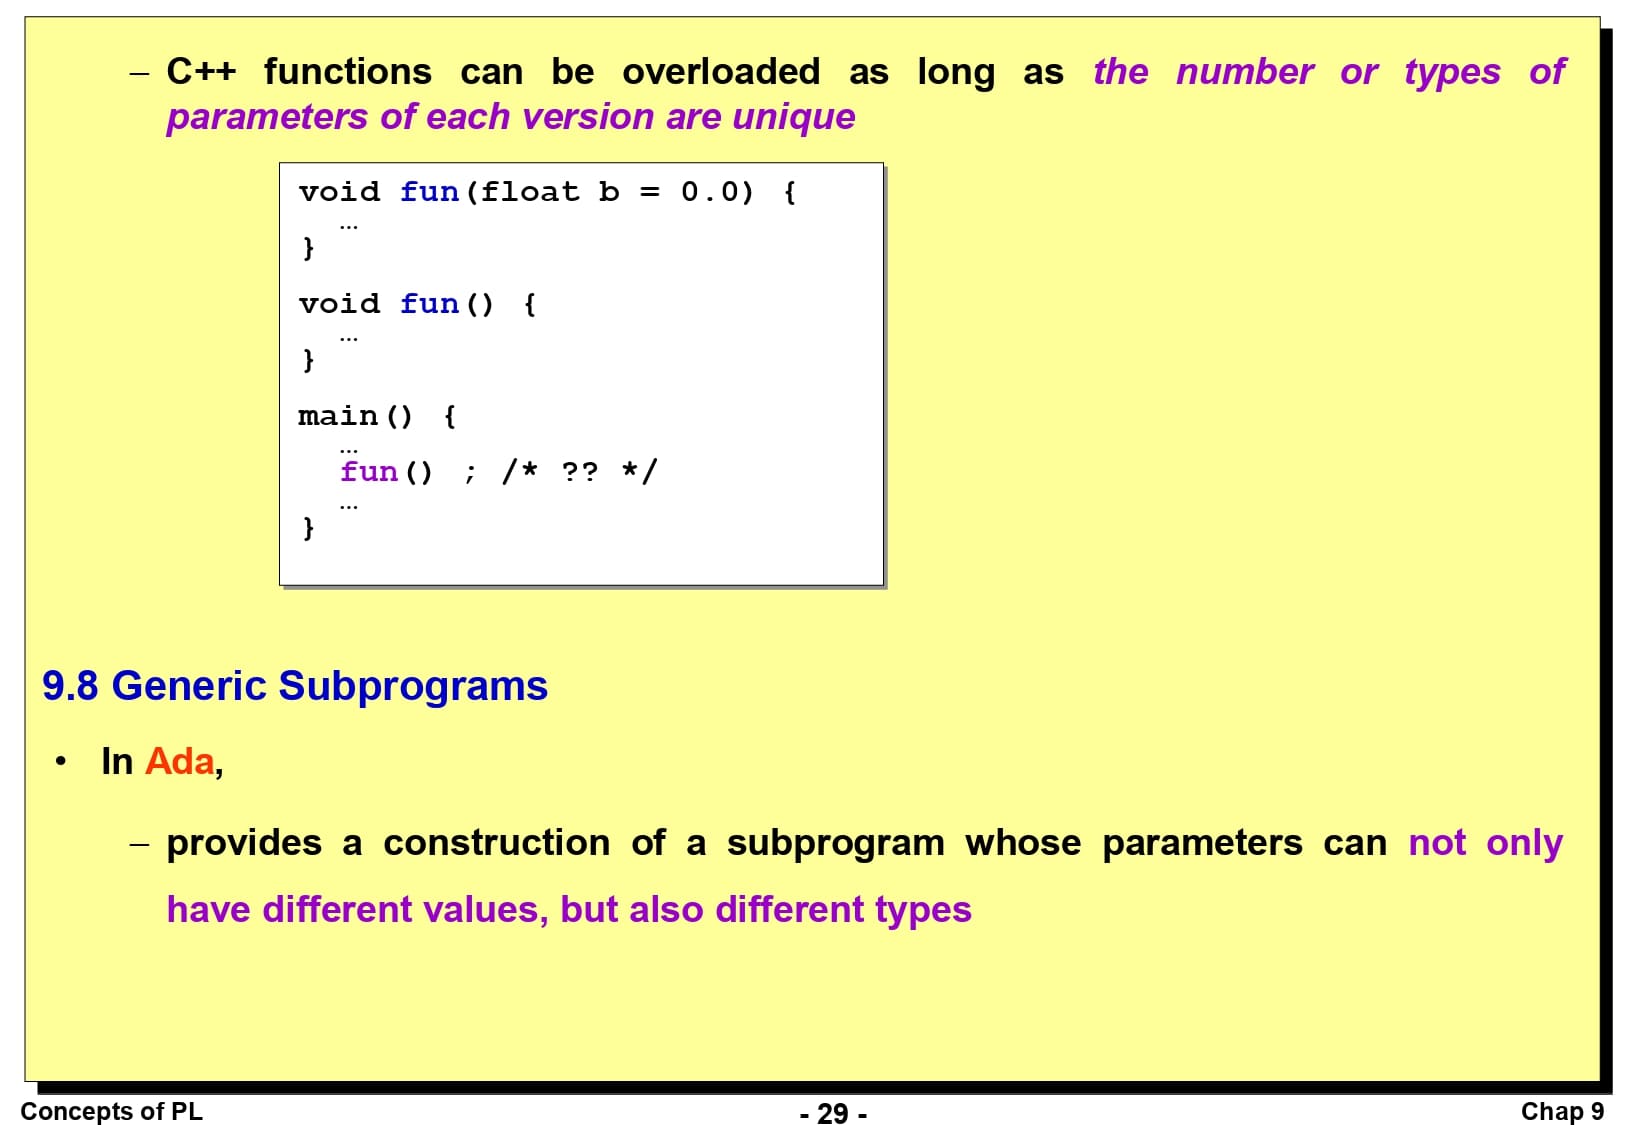 – C++ functions can be overloaded as long as the number or types of
parameters of each version are unique
void fun(float b = 0.0) {
…
}
void fun() {
…
}
main() {
…
fun() ; /* ?? */
…
}
9.8 Generic Subprograms
• In Ada,
– provides a construction of a subprogram whose parameters can not only
have different values, but also different types
Concepts of PL
- 29 -
Chap 9